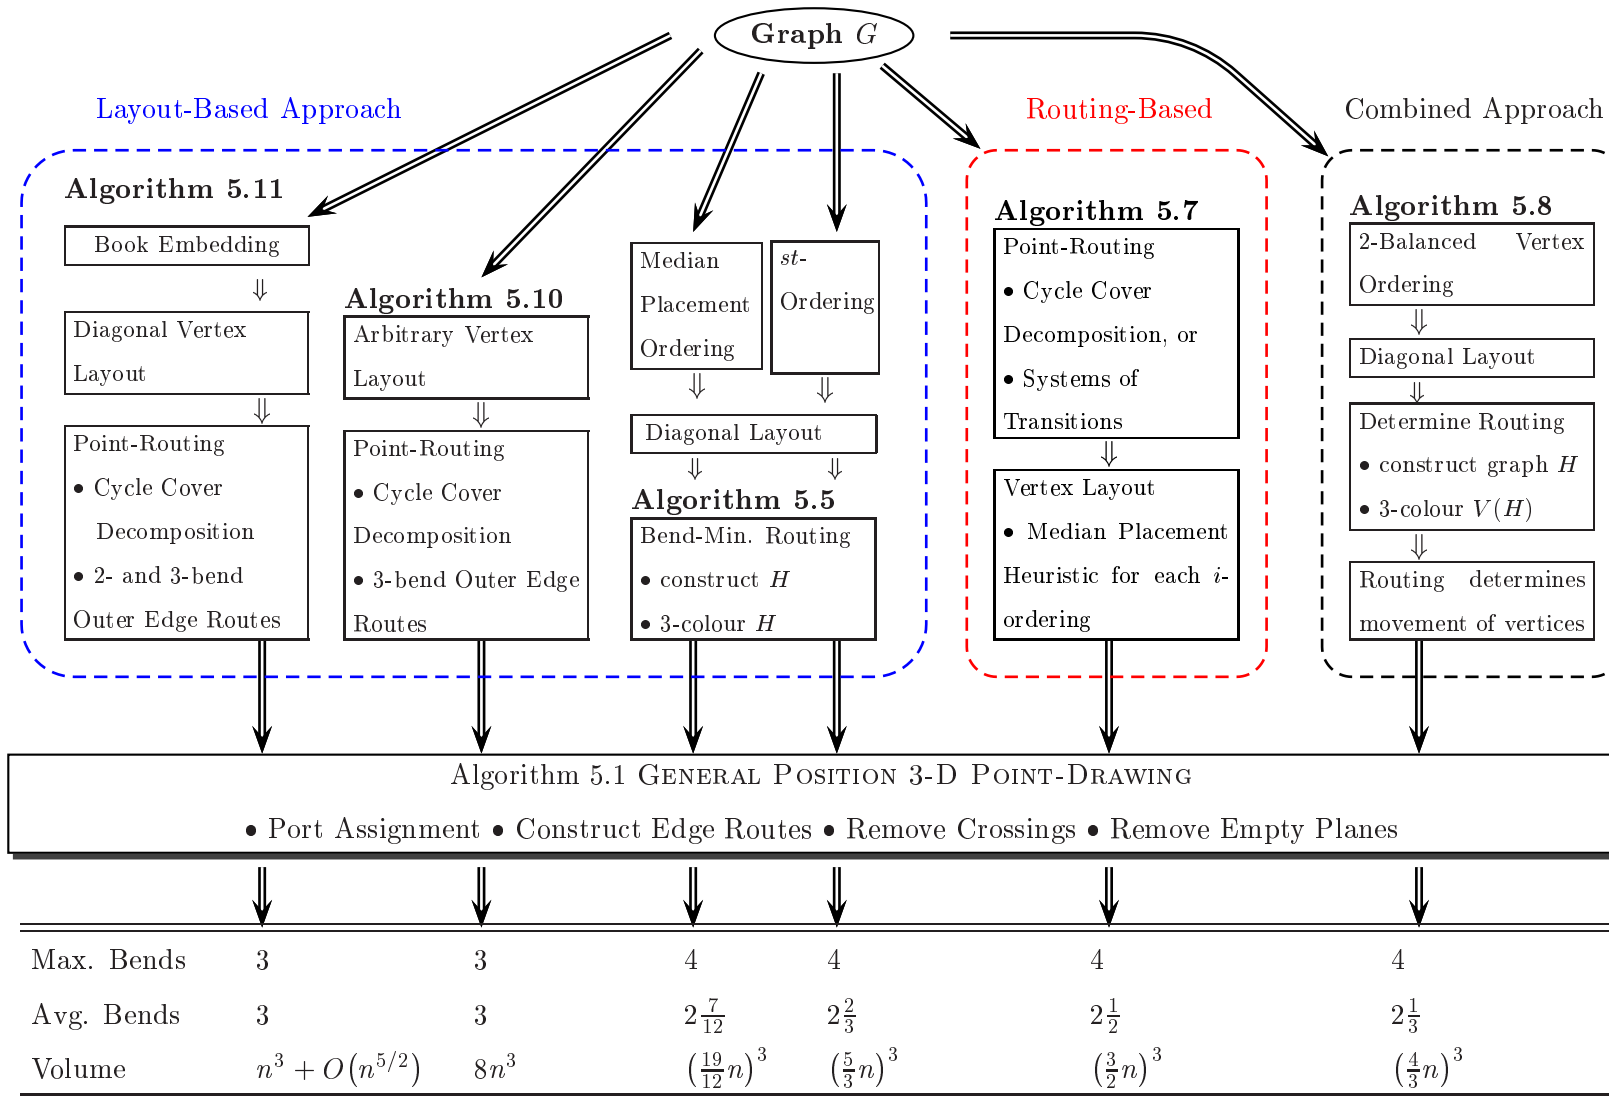 Graph G
Layout-Based Approach
Routing-Based
Combined Approach
Algorithm 5.11
Book Embedding
⇓
Diagonal Vertex
Layout
⇓
Point-Routing
• Cycle Cover
Decomposition
• 2- and 3-bend
Outer Edge Routes
Algorithm 5.10
Arbitrary Vertex
Layout
⇓
Point-Routing
• Cycle Cover
Decomposition
• 3-bend Outer Edge
Routes
Median
Placement
Ordering
⇓
st-
Ordering
⇓
Diagonal Layout
⇓ ⇓
Algorithm 5.5
Bend-Min. Routing
• construct H
• 3-colour H
Algorithm 5.7
Point-Routing
• Cycle Cover
Decomposition, or
• Systems of
Transitions
⇓
Vertex Layout
• Median Placement
Heuristic for each i-
ordering
Algorithm 5.8
2-Balanced Vertex
Ordering
⇓
Diagonal Layout
⇓
Determine Routing
• construct graph H
• 3-colour V(H)
⇓
Routing determines
movement of vertices
Algorithm 5.1 GENERAL POSITION 3-D POINT-DRAWING
• Port Assignment • Construct Edge Routes • Remove Crossings • Remove Empty Planes
Max. Bends 3 3 4 4 4 4
Avg. Bends 3 3 2 7/12 2 2/3 2 1/2 2 1/3
Volume n³ + O(n^{5/2}) 8n³ (19/12 n)³ (5/3 n)³ (3/2 n)³ (4/3 n)³